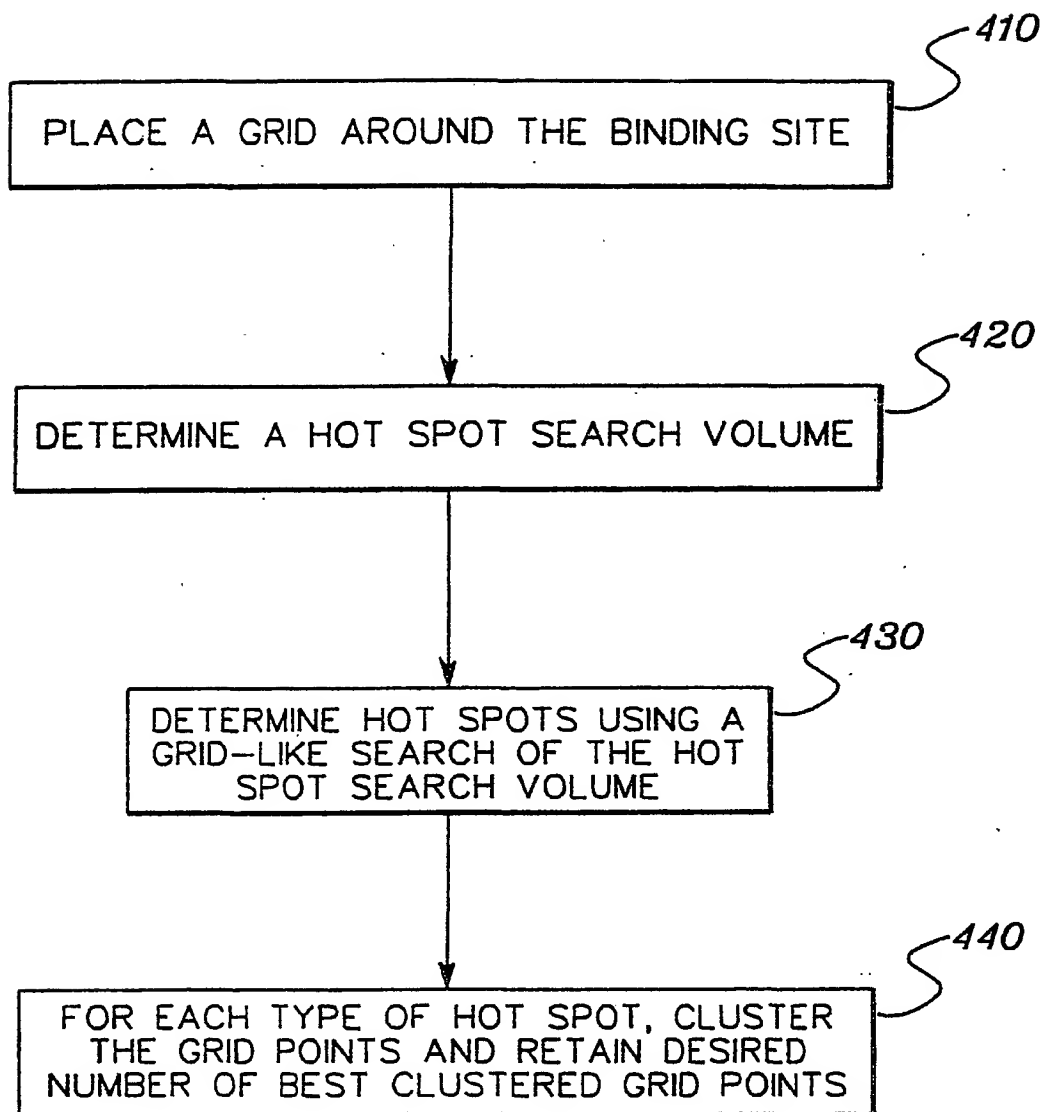 410
PLACE A GRID AROUND THE BINDING SITE
420
DETERMINE A HOT SPOT SEARCH VOLUME
430
DETERMINE HOT SPOTS USING A
GRID-LIKE SEARCH OF THE HOT
SPOT SEARCH VOLUME
440
FOR EACH TYPE OF HOT SPOT, CLUSTER
THE GRID POINTS AND RETAIN DESIRED
NUMBER OF BEST CLUSTERED GRID POINTS